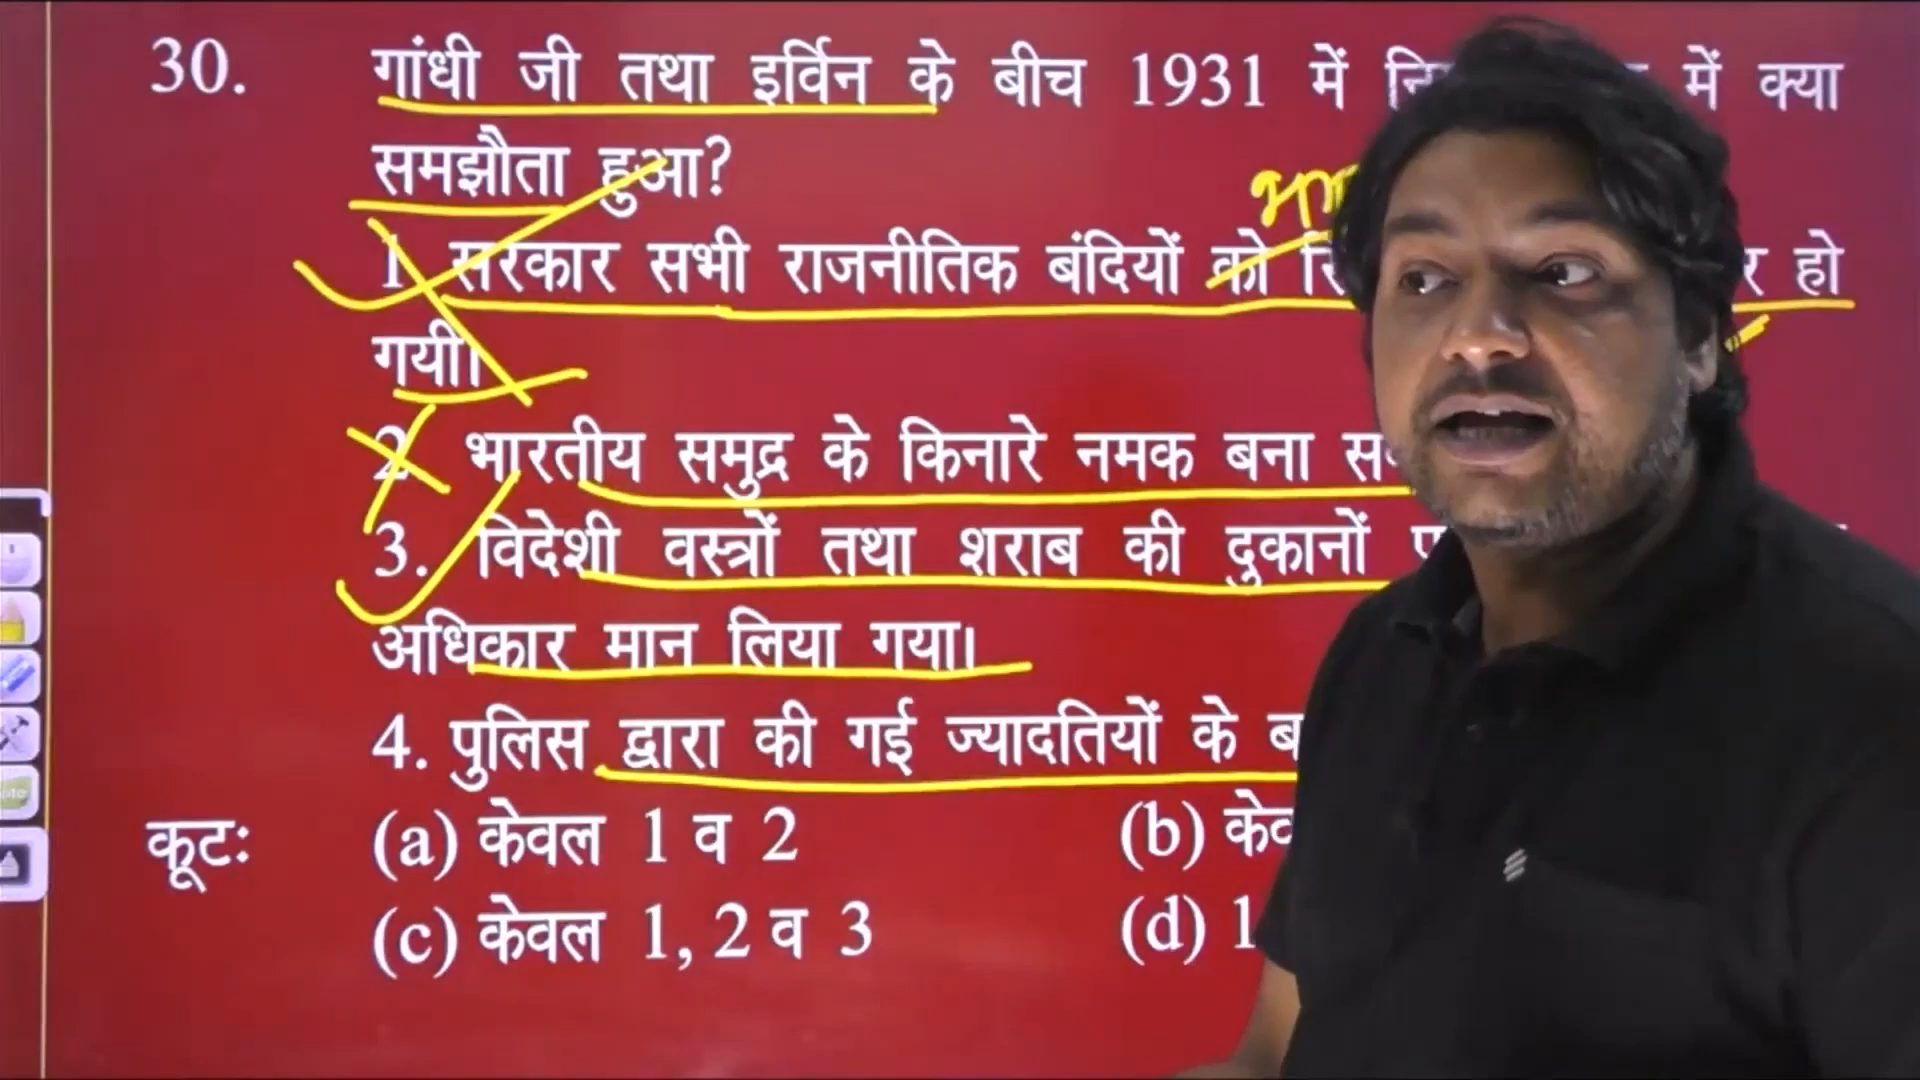 30. गांधी जी तथा इर्विन के बीच 1931 में में क्या
समझौता हुआ?
1. सरकार सभी राजनीतिक बंदियों को हो
गयी।
2. भारतीय समुद्र के किनारे नमक बना
3. विदेशी वस्त्रों तथा शराब की दुकानों
अधिकार मान लिया गया।
4. पुलिस द्वारा की गई ज्यादतियों के
कूटः (a) केवल 1 व 2 (b)
(c) केवल 1, 2 व 3 (d) 1